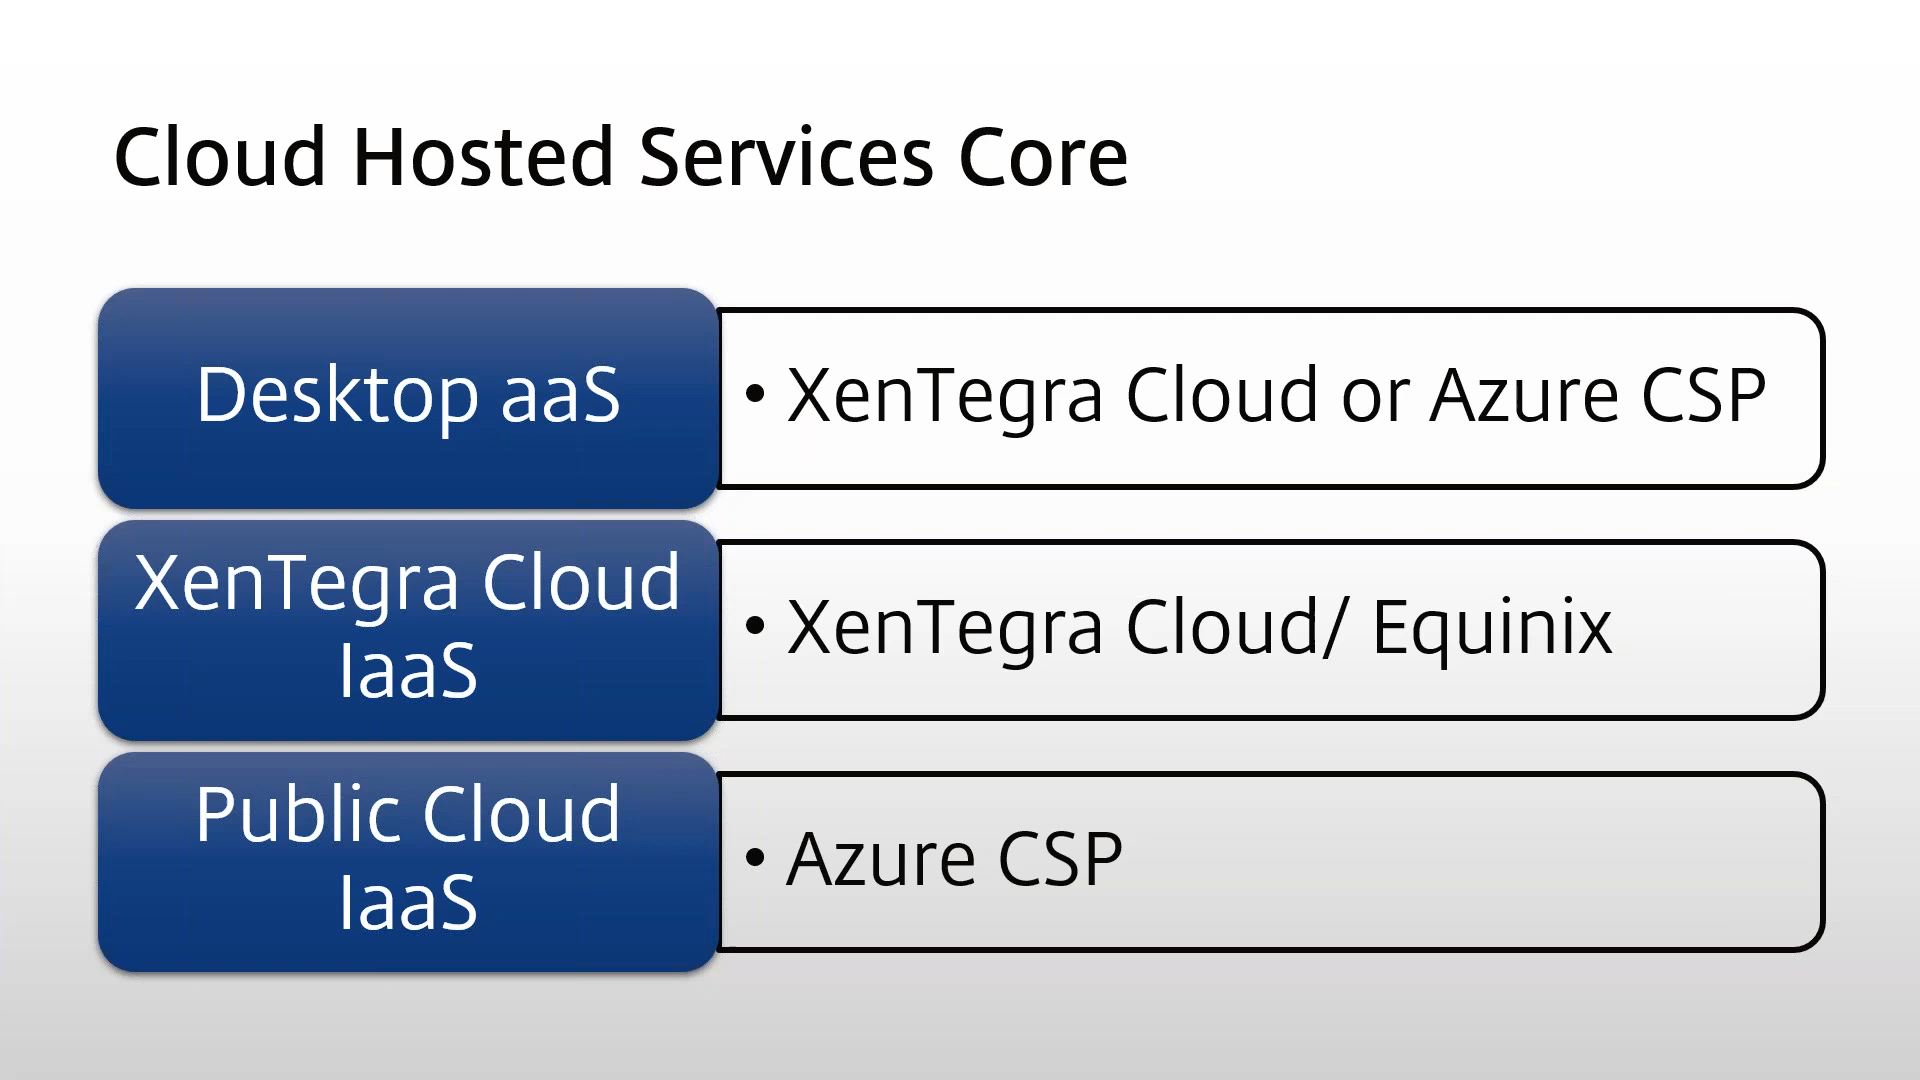 Cloud Hosted Services Core
Desktop aaS
• XenTegra Cloud or Azure CSP
XenTegra Cloud
IaaS
• XenTegra Cloud/ Equinix
Public Cloud
IaaS
• Azure CSP